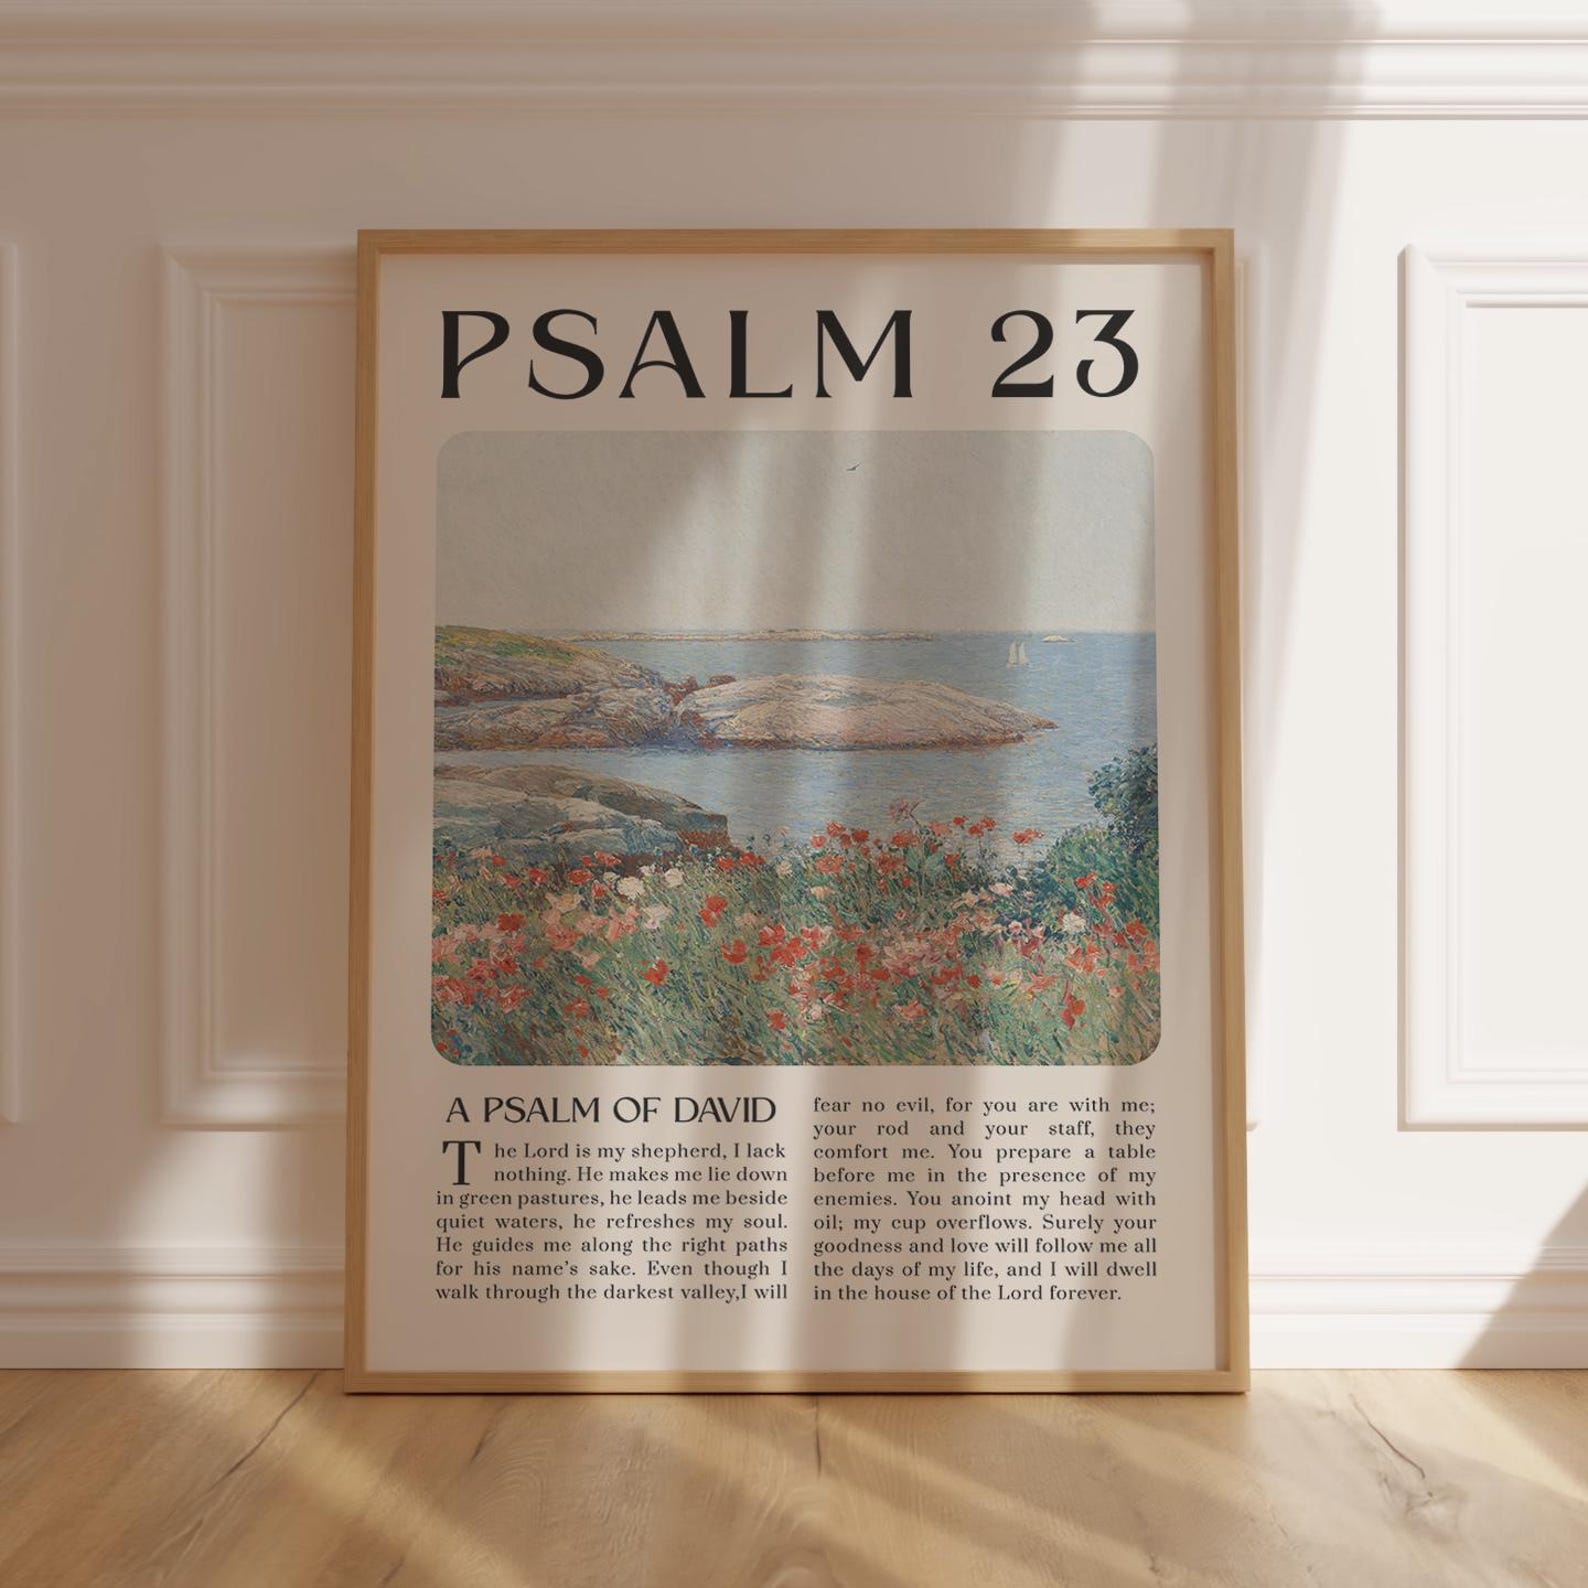 PSALM 23
A PSALM OF DAVID
The Lord is my shepherd, I lack
nothing. He makes me lie down
in green pastures, he leads me beside
quiet waters, he refreshes my soul.
He guides me along the right paths
for his name's sake. Even though I
walk through the darkest valley,I will
fear no evil, for you are with me;
your rod and your staff, they
comfort me. You prepare a table
before me in the presence of my
enemies. You anoint my head with
oil; my cup overflows. Surely your
goodness and love will follow me all
the days of my life, and I will dwell
in the house of the Lord forever.